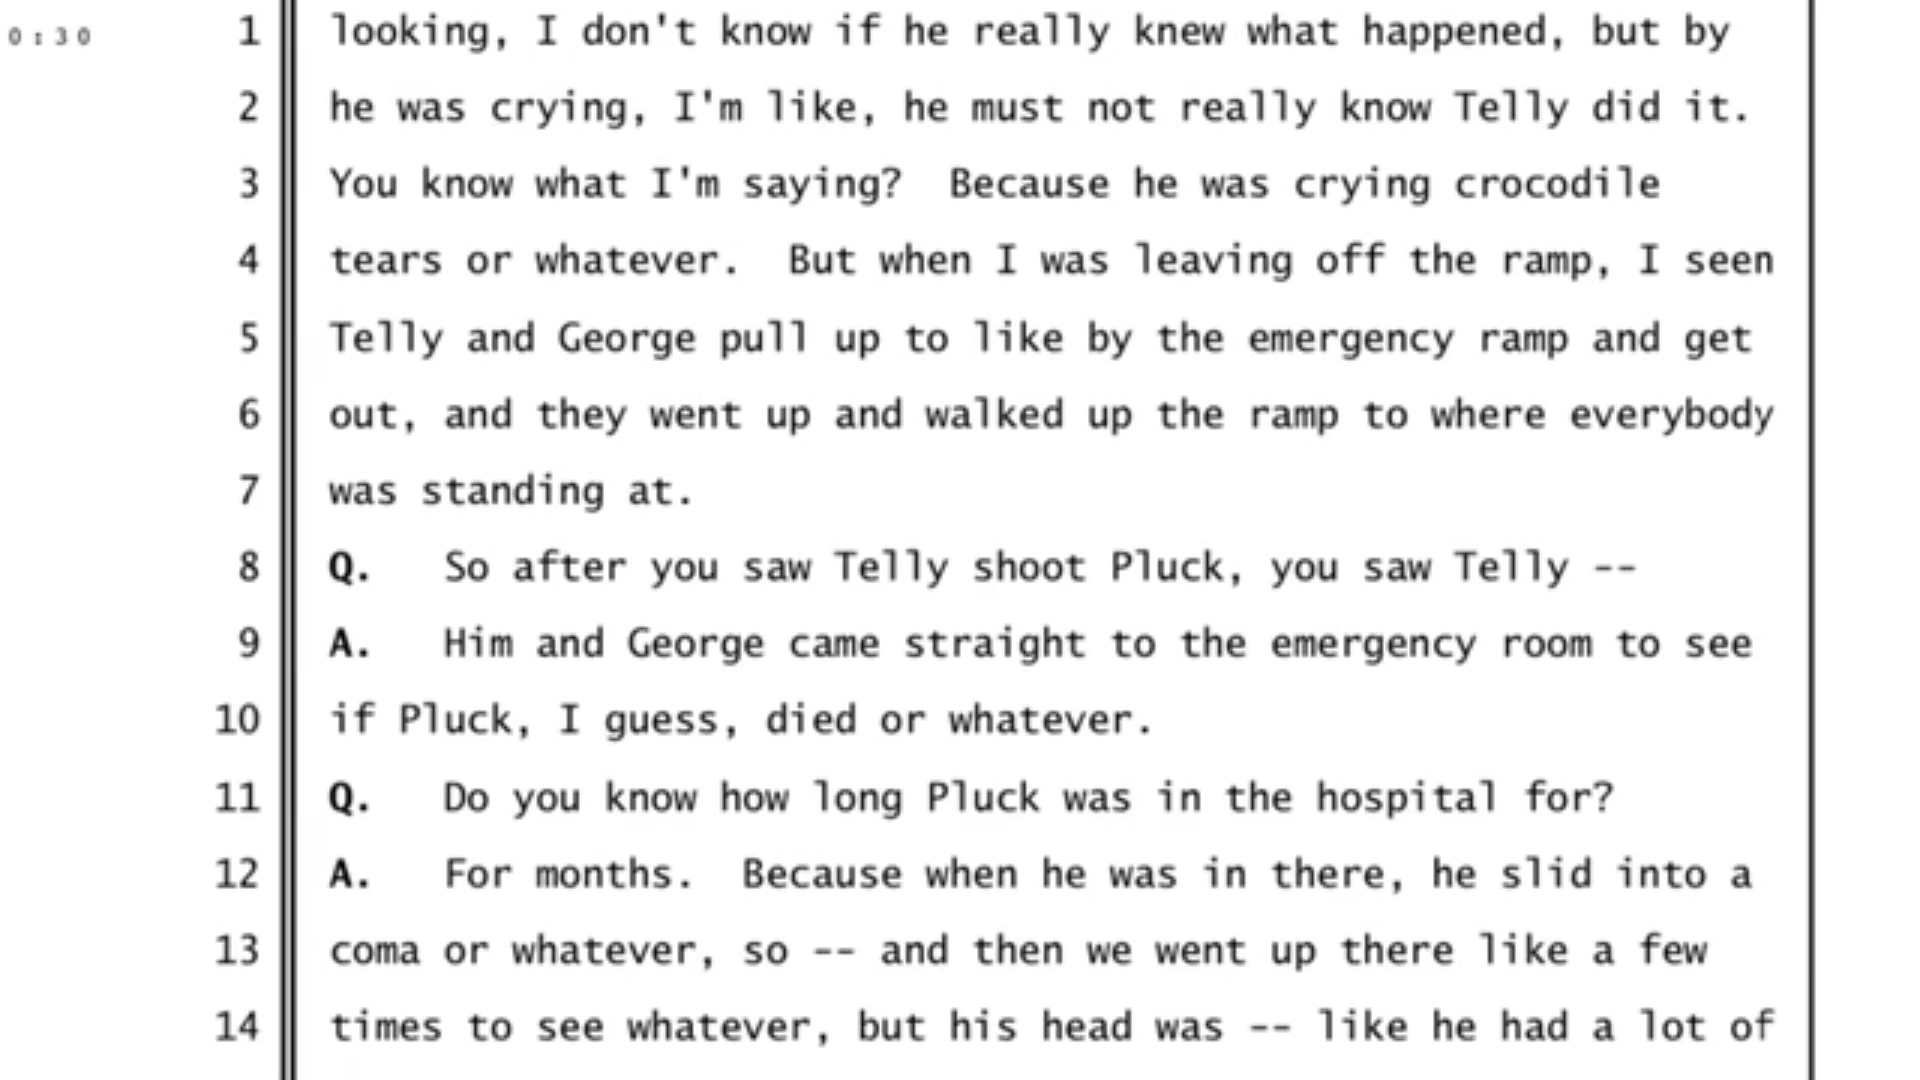 0:30 1 looking, I don't know if he really knew what happened, but by
2 he was crying, I'm like, he must not really know Telly did it.
3 You know what I'm saying?  Because he was crying crocodile
4 tears or whatever.  But when I was leaving off the ramp, I seen
5 Telly and George pull up to like by the emergency ramp and get
6 out, and they went up and walked up the ramp to where everybody
7 was standing at.
8 Q. So after you saw Telly shoot Pluck, you saw Telly --
9 A. Him and George came straight to the emergency room to see
10 if Pluck, I guess, died or whatever.
11 Q. Do you know how long Pluck was in the hospital for?
12 A. For months.  Because when he was in there, he slid into a
13 coma or whatever, so -- and then we went up there like a few
14 times to see whatever, but his head was -- like he had a lot of